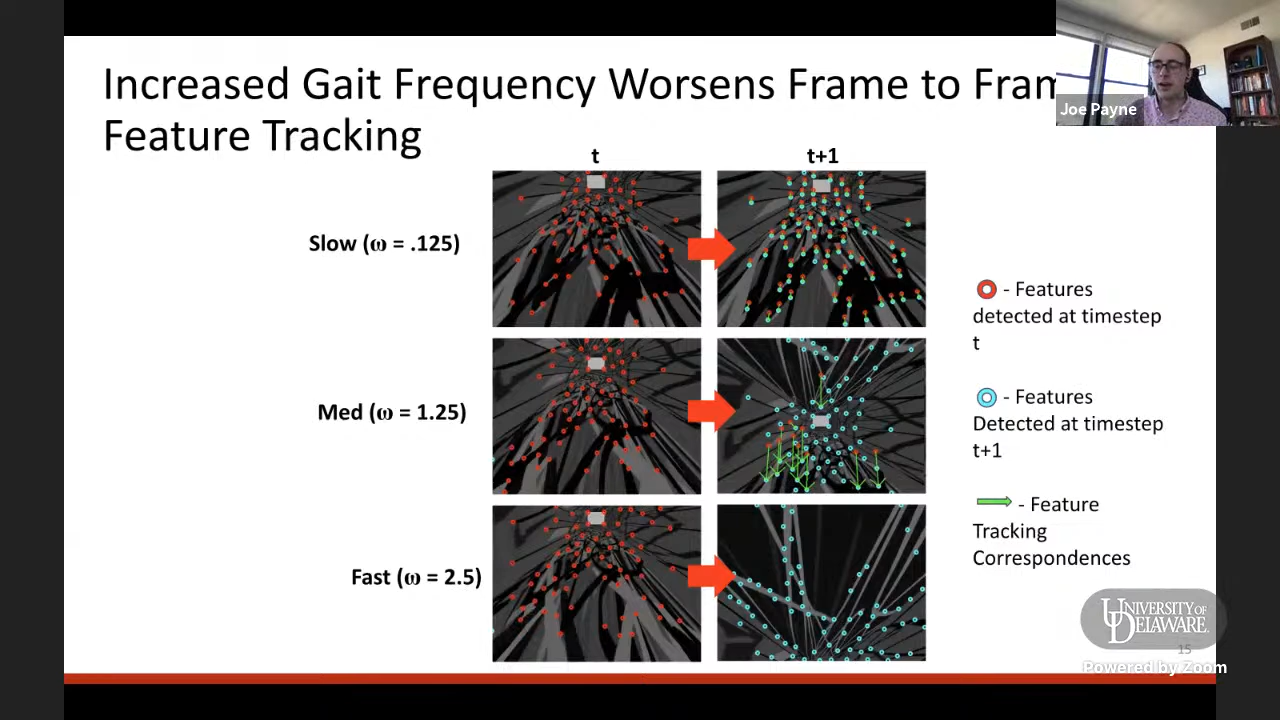 Increased Gait Frequency Worsens Frame to Fram
Feature Tracking
Joe Payne
t
t+1
Slow (ω = .125)
Med (ω = 1.25)
Fast (ω = 2.5)
- Features
detected at timestep
t
- Features
Detected at timestep
t+1
- Feature
Tracking
Correspondences
UNIVERSITY OF
DELAWARE.
15
Powered by Zoom